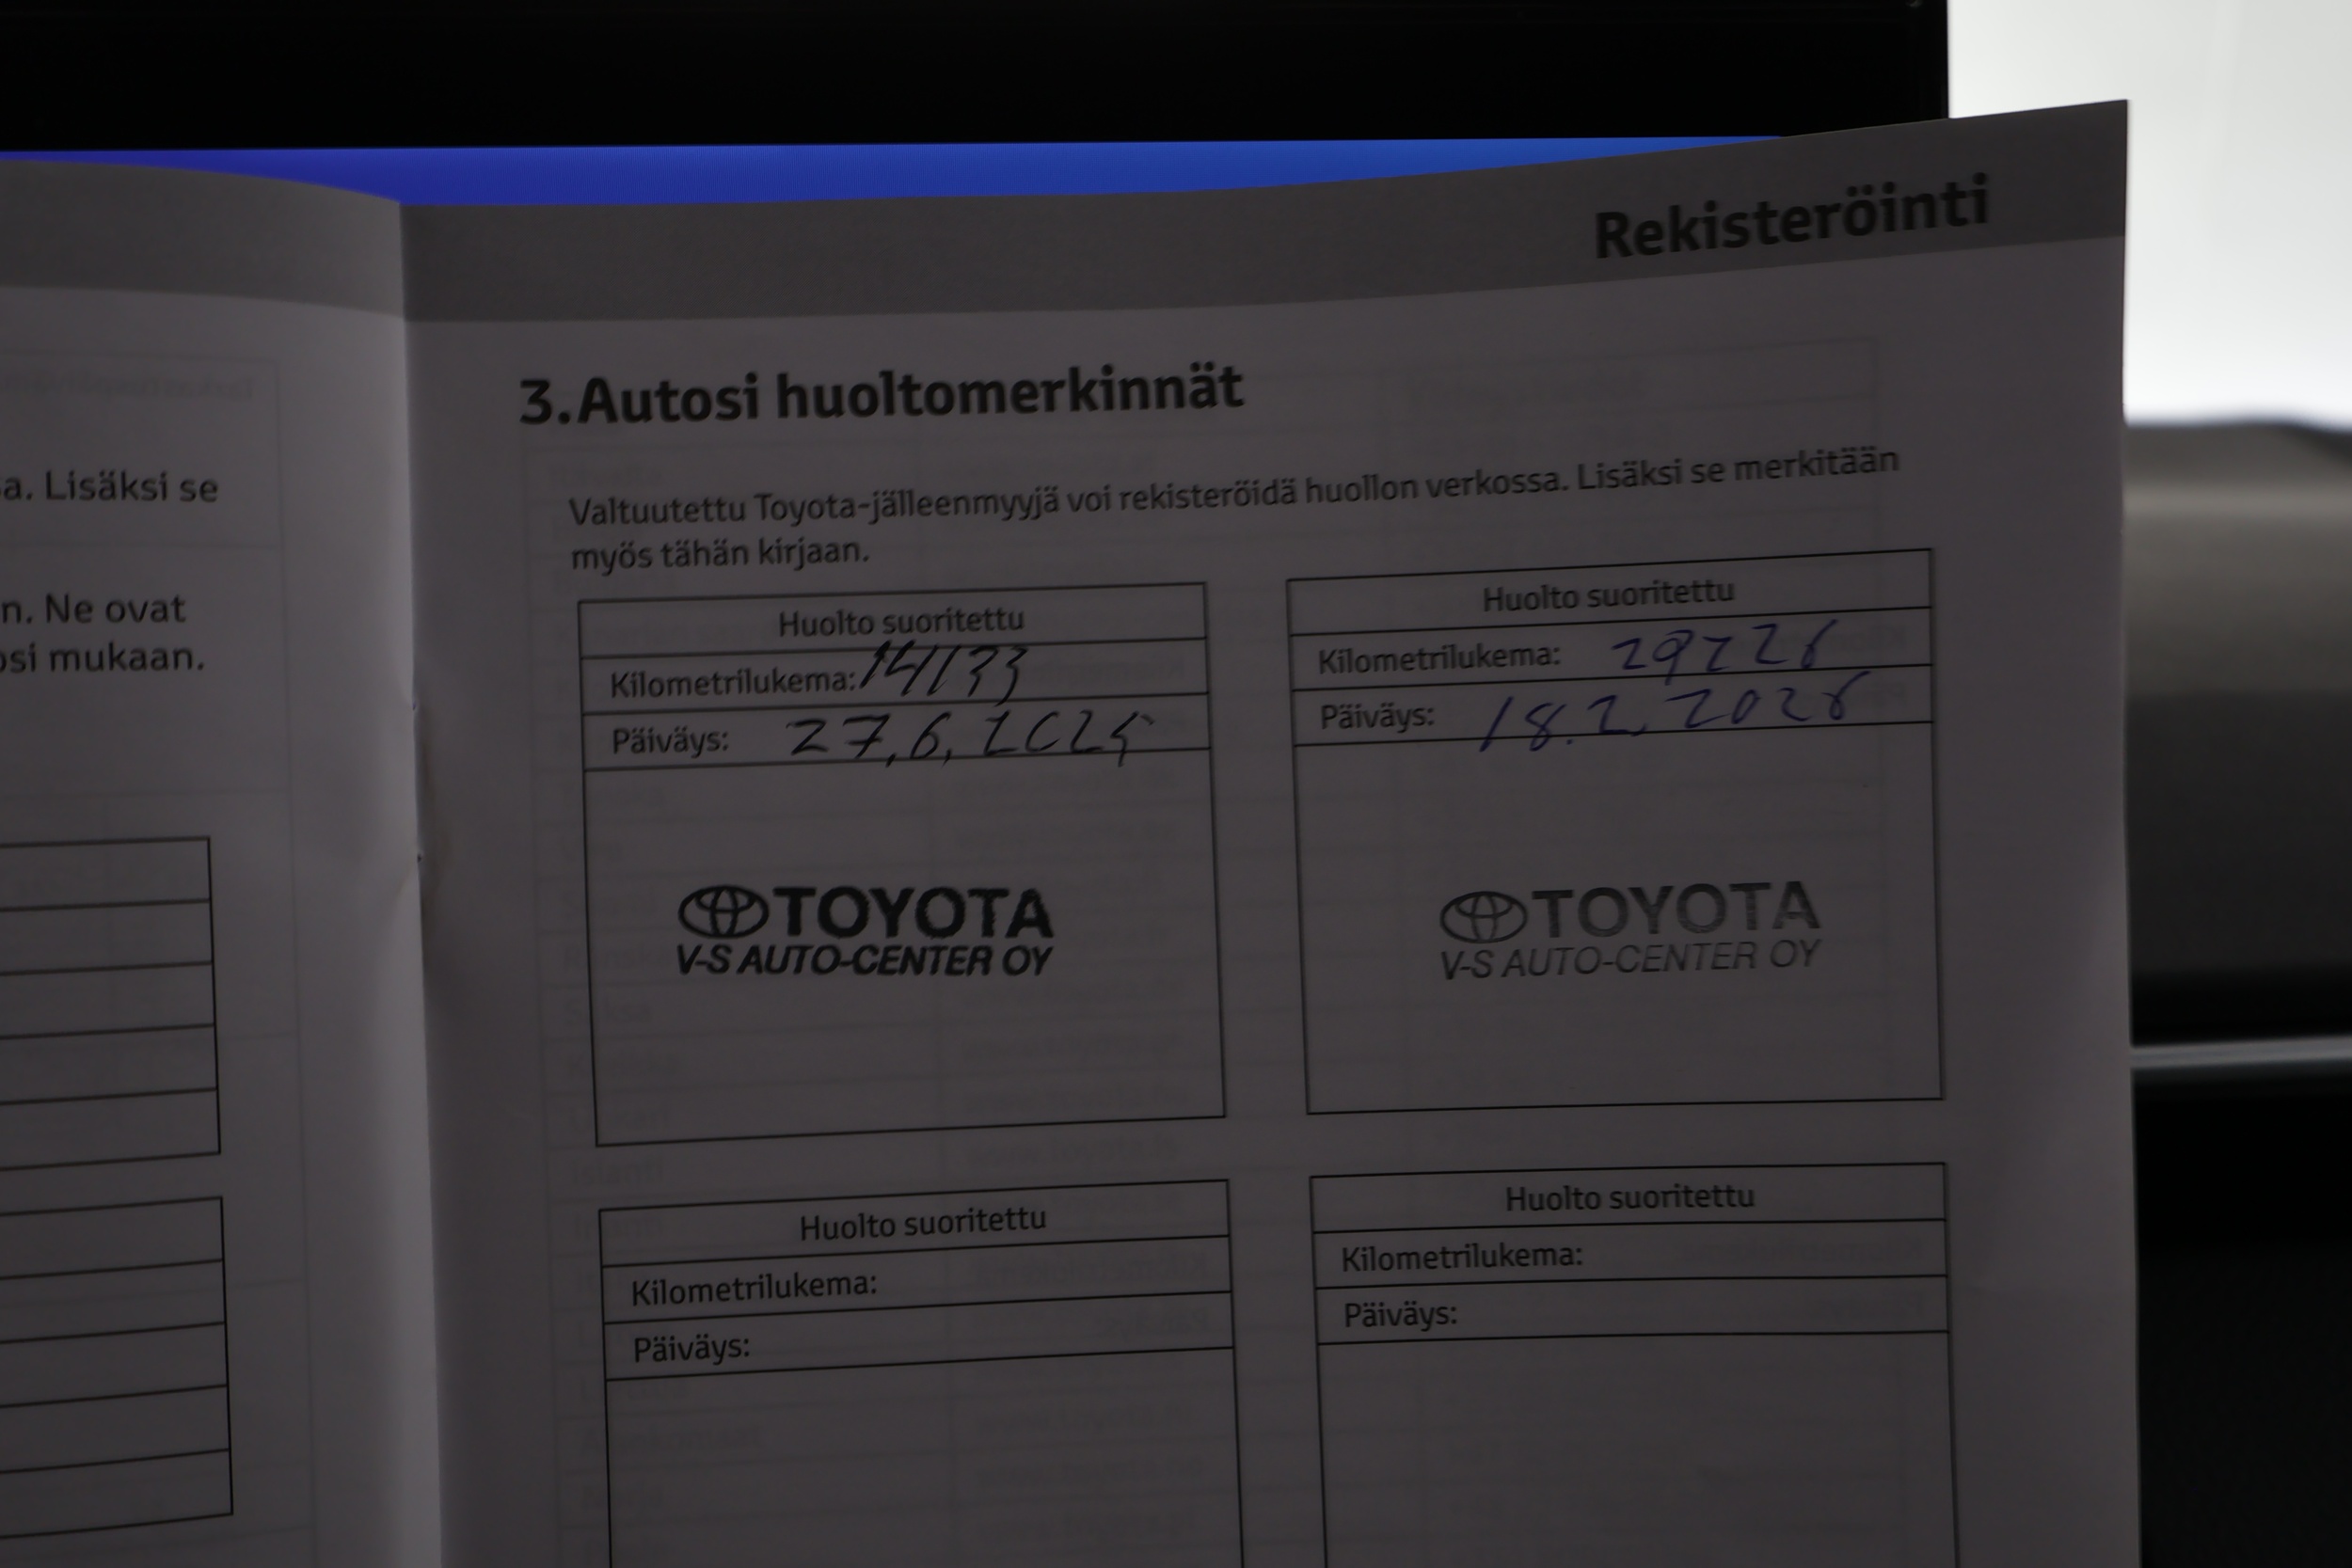 a. Lisäksi se
n. Ne ovat
osi mukaan.
Rekisteröinti
3. Autosi huoltomerkinnät
Valtuutettu Toyota-jälleenmyyjä voi rekisteröidä huollon verkossa. Lisäksi se merkitään
myös tähän kirjaan.
Huolto suoritettu
Kilometrilukema: 14133
Päiväys: 27.6.2025
TOYOTA
V-S AUTO-CENTER OY
Huolto suoritettu
Kilometrilukema:
Päiväys: 18.2.2026
TOYOTA
V-S AUTO-CENTER OY
Huolto suoritettu
Kilometrilukema:
Päiväys:
Huolto suoritettu
Kilometrilukema:
Päiväys: